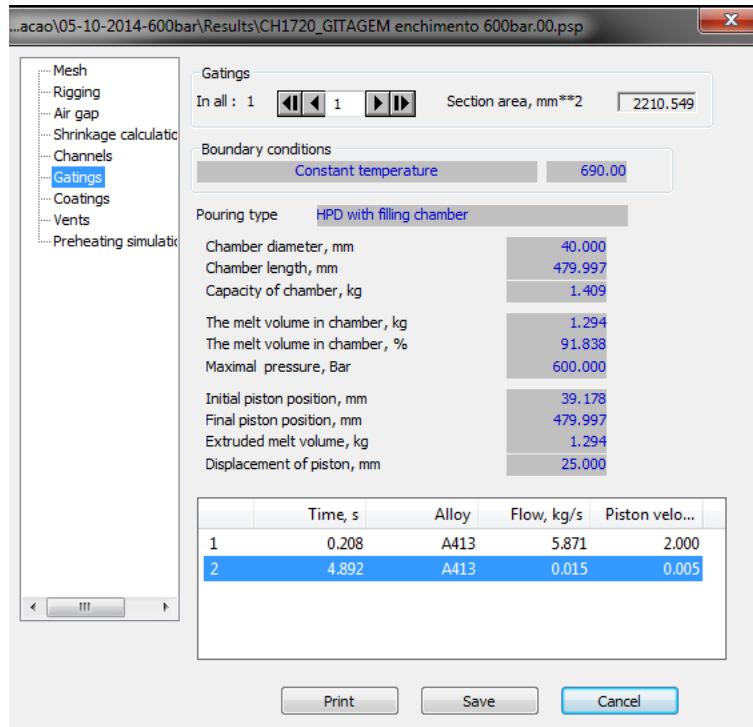 ...acao\05-10-2014-600bar\Results\CH1720_GITAGEM enchimento 600bar.00.psp
Mesh
Rigging
Air gap
Shrinkage calculatic
Channels
Gatings
Coatings
Vents
Preheating simulatic
Gatings
In all : 1 1 Section area, mm**2 2210.549
Boundary conditions
Constant temperature 690.00
Pouring type HPD with filling chamber
Chamber diameter, mm 40.000
Chamber length, mm 479.997
Capacity of chamber, kg 1.409
The melt volume in chamber, kg 1.294
The melt volume in chamber, % 91.838
Maximal pressure, Bar 600.000
Initial piston position, mm 39.178
Final piston position, mm 479.997
Extruded melt volume, kg 1.294
Displacement of piston, mm 25.000
Time, s Alloy Flow, kg/s Piston velo...
1 0.208 A413 5.871 2.000
2 4.892 A413 0.015 0.005
Print Save Cancel